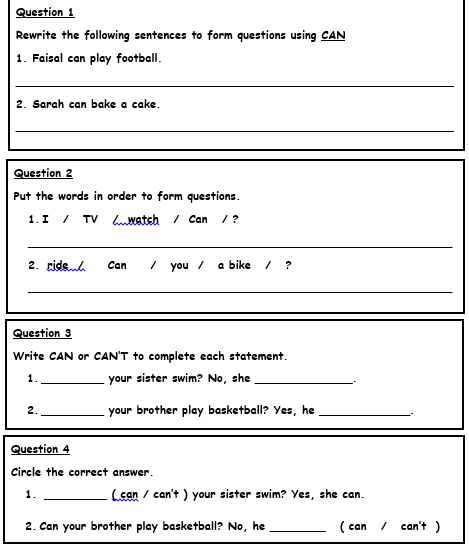 Question 1
Rewrite the following sentences to form questions using CAN
1. Faisal can play football.
2. Sarah can bake a cake.
Question 2
Put the words in order to form questions.
1. I / TV / watch / Can / ?
2. ride / Can / you / a bike / ?
Question 3
Write CAN or CAN'T to complete each statement.
1. __________ your sister swim? No, she ______________.
2. __________ your brother play basketball? Yes, he ______________.
Question 4
Circle the correct answer.
1. __________ ( can / can't ) your sister swim? Yes, she can.
2. Can your brother play basketball? No, he ________ ( can / can't )